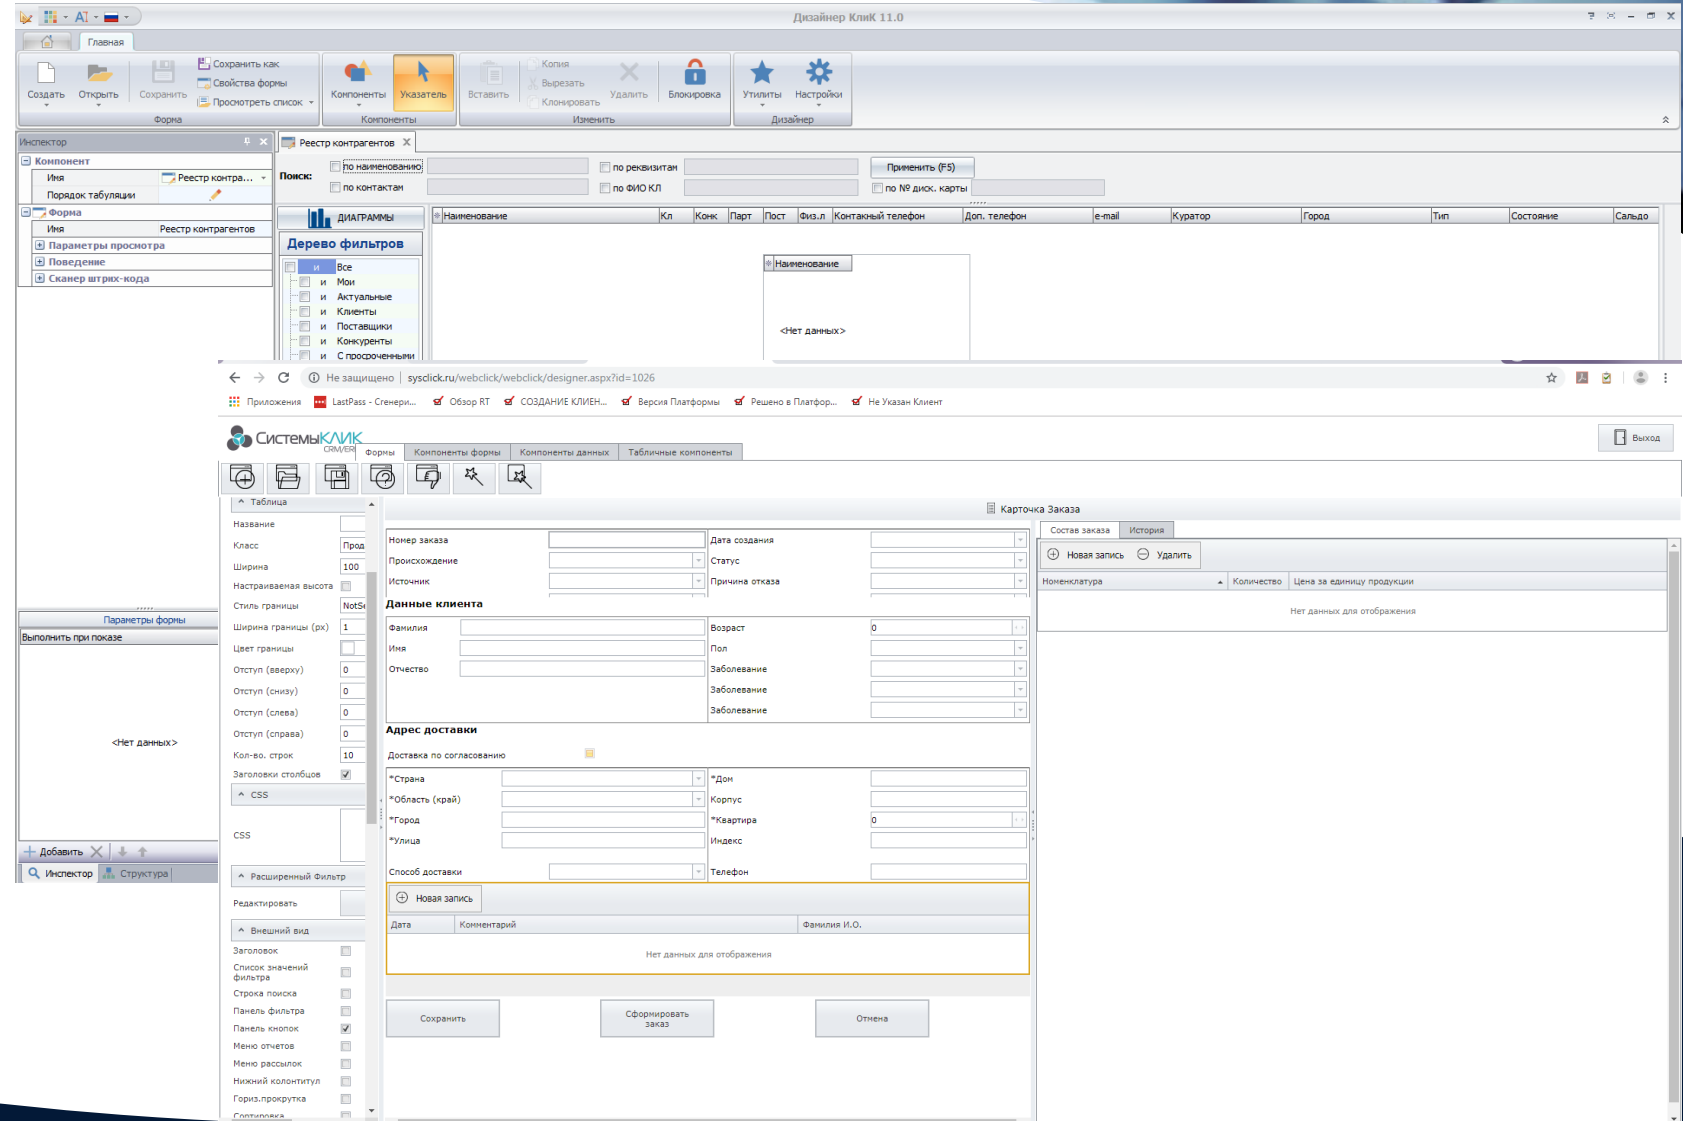 Дизайнер КлиК 11.0
Главная
Создать
Открыть
Сохранить
Сохранить как
Свойства формы
Просмотреть список
Форма
Компоненты
Указатель
Компоненты
Вставить
Копия
Вырезать
Клонировать
Удалить
Блокировка
Изменить
Утилиты
Настройки
Дизайнер
Инспектор
Компонент
Имя Реестр контра...
Порядок табуляции
Форма
Имя Реестр контрагентов
Параметры просмотра
Поведение
Сканер штрих-кода
Реестр контрагентов
Поиск:
по наименованию
по реквизитам
Применить (F5)
по контактам
по ФИО КЛ
по № диск. карты
ДИАГРАММЫ
Дерево фильтров
и Все
и Мои
и Актуальные
и Клиенты
и Поставщики
и Конкуренты
и С просроченными
Наименование Кл Конк Парт Пост Физ.л Контакный телефон Доп. телефон e-mail Куратор Город Тип Состояние Сальдо
Наименование
<Нет данных>
Параметры формы
Выполнить при показе
<Нет данных>
Добавить
Инспектор Структура
Не защищено sysclick.ru/webclick/webclick/designer.aspx?id=1026
Приложения LastPass - Сгенери... Обзор RT СОЗДАНИЕ КЛИЕН... Версия Платформы Решено в Платфор... Не Указан Клиент
СистемыКЛИК
CRM/ER
Формы Компоненты формы Компоненты данных Табличные компоненты
Выход
Таблица
Название
Класс Прод
Ширина 100
Настраиваемая высота
Стиль границы NotSe
Ширина границы (px) 1
Цвет границы
Отступ (вверху) 0
Отступ (снизу) 0
Отступ (слева) 0
Отступ (справа) 0
Кол-во. строк 10
Заголовки столбцов
CSS
CSS
Расширенный Фильтр
Редактировать
Внешний вид
Заголовок
Список значений
фильтра
Строка поиска
Панель фильтра
Панель кнопок
Меню отчетов
Меню рассылок
Нижний колонтитул
Гориз.прокрутка
Сортировка
Карточка Заказа
Номер заказа Дата создания
Происхождение Статус
Источник Причина отказа
Данные клиента
Фамилия Возраст 0
Имя Пол
Отчество Заболевание
Заболевание
Заболевание
Адрес доставки
Доставка по согласованию
*Страна *Дом
*Область (край) Корпус
*Город *Квартира 0
*Улица Индекс
Способ доставки Телефон
Новая запись
Дата Комментарий Фамилия И.О.
Нет данных для отображения
Сохранить
Сформировать
заказ
Отмена
Состав заказа История
Новая запись Удалить
Номенклатура Количество Цена за единицу продукции
Нет данных для отображения